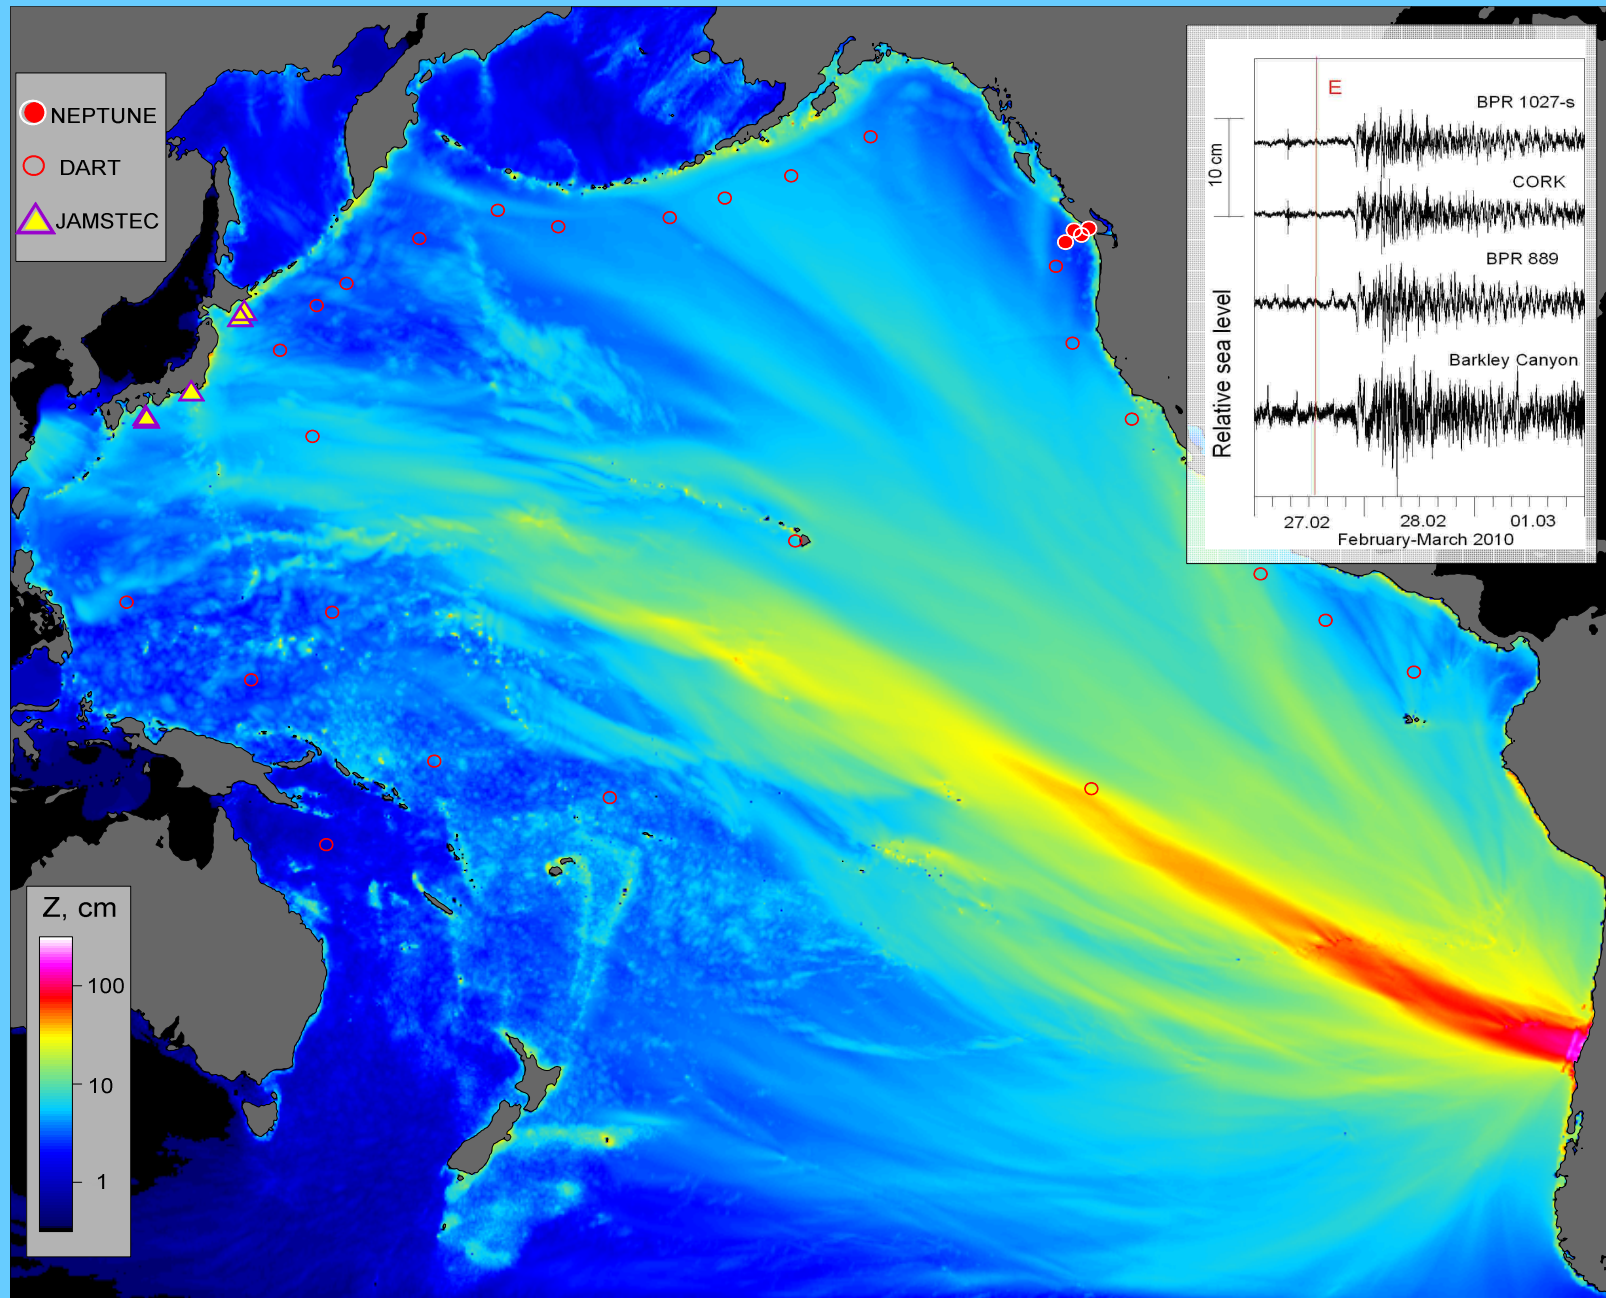 NEPTUNE
DART
JAMSTEC
E
BPR 1027-s
CORK
BPR 889
Barkley Canyon
10 cm
Relative sea level
27.02 28.02 01.03
February-March 2010
Z, cm
100
10
1